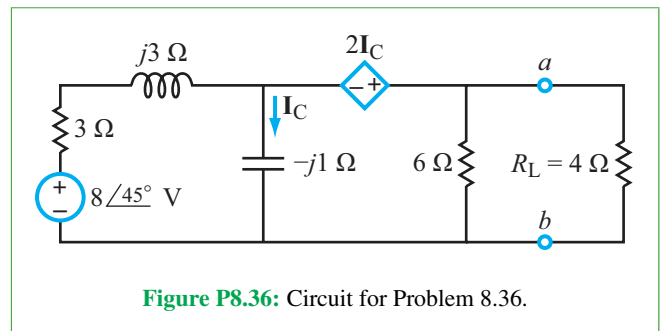 j3 Ω
2I_C
a
− +
I_C
3 Ω
−j1 Ω
6 Ω
R_L = 4 Ω
+
−
8∠45° V
b
Figure P8.36: Circuit for Problem 8.36.